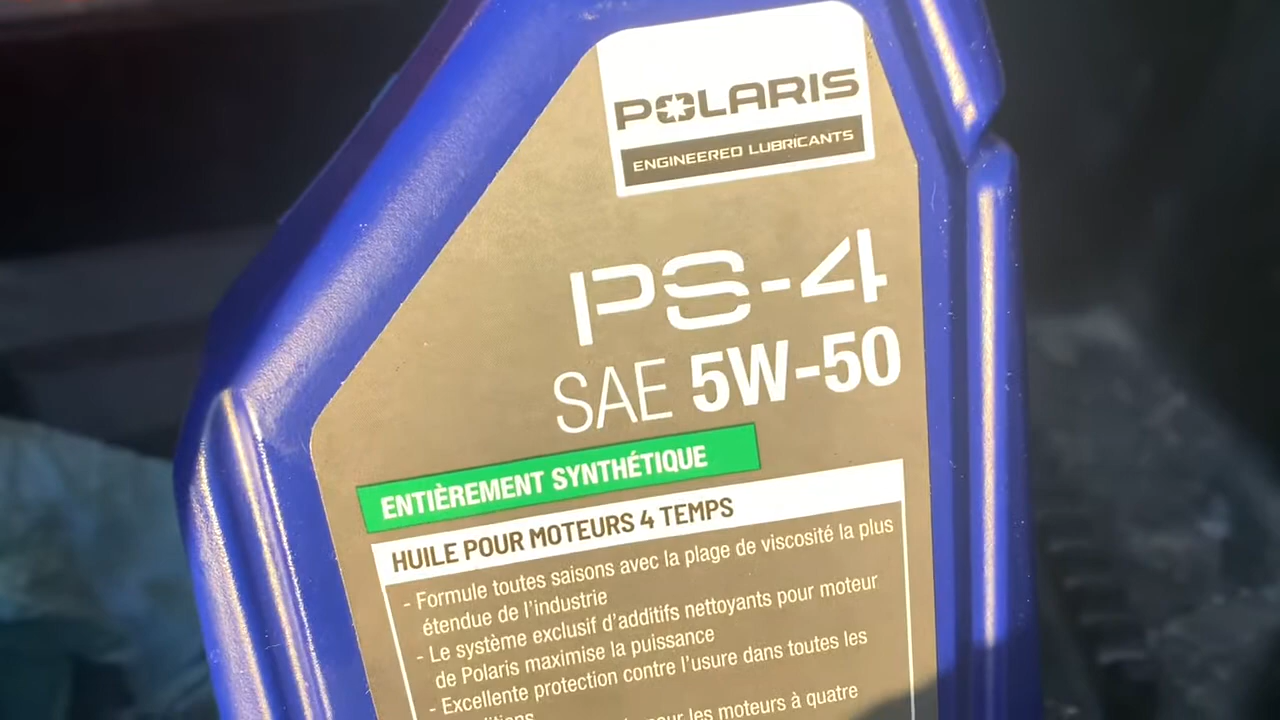 POLARIS
ENGINEERED LUBRICANTS
PS-4
SAE 5W-50
ENTIÈREMENT SYNTHÉTIQUE
HUILE POUR MOTEURS 4 TEMPS
- Formule toutes saisons avec la plage de viscosité la plus
étendue de l'industrie
- Le système exclusif d'additifs nettoyants pour moteur
de Polaris maximise la puissance
- Excellente protection contre l'usure dans toutes les
pour les moteurs à quatre